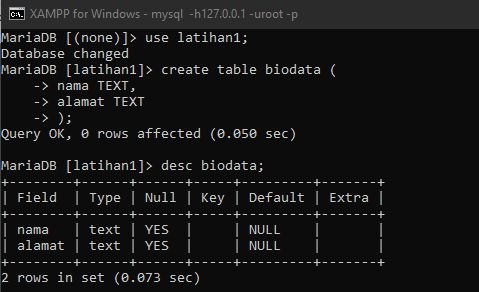 XAMPP for Windows - mysql -h127.0.0.1 -uroot -p
MariaDB [(none)]> use latihan1;
Database changed
MariaDB [latihan1]> create table biodata (
    -> nama TEXT,
    -> alamat TEXT
    -> );
Query OK, 0 rows affected (0.050 sec)

MariaDB [latihan1]> desc biodata;
+--------+------+------+-----+---------+-------+
| Field  | Type | Null | Key | Default | Extra |
+--------+------+------+-----+---------+-------+
| nama   | text | YES  |     | NULL    |       |
| alamat | text | YES  |     | NULL    |       |
+--------+------+------+-----+---------+-------+
2 rows in set (0.073 sec)